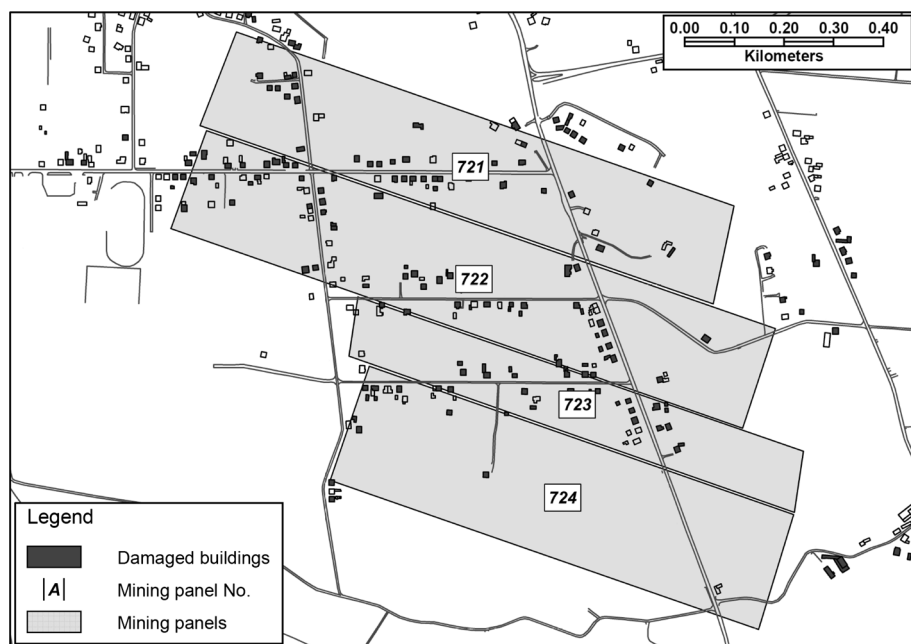 0.00 0.10 0.20 0.30 0.40
Kilometers
721
722
723
724
Legend
Damaged buildings
A Mining panel No.
Mining panels